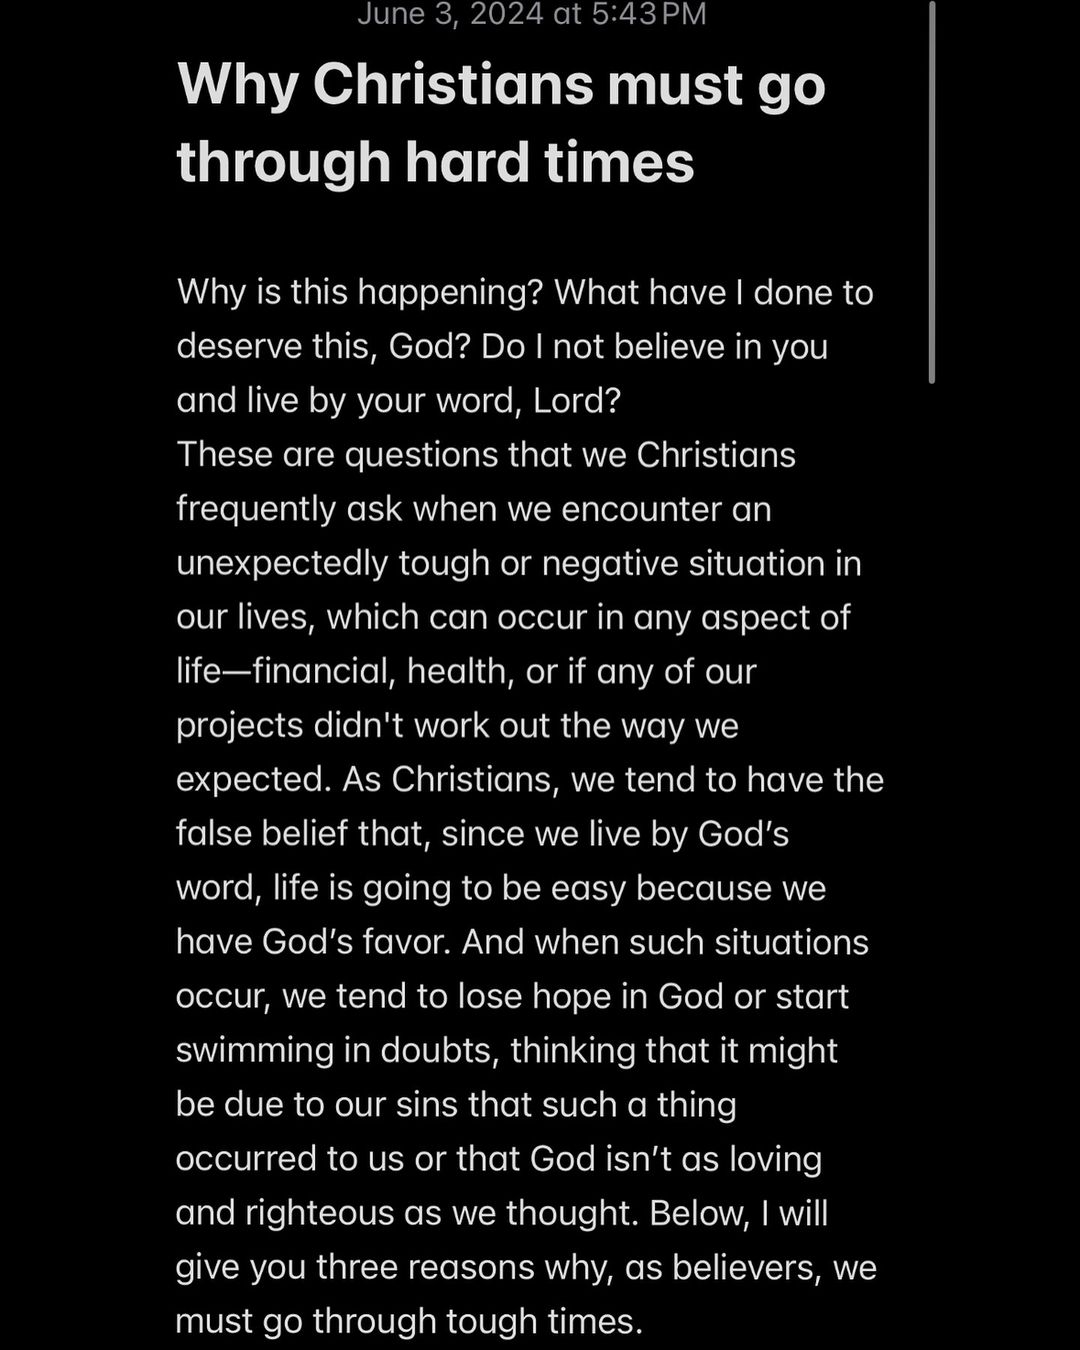 June 3, 2024 at 5:43 PM
Why Christians must go
through hard times
Why is this happening? What have I done to
deserve this, God? Do I not believe in you
and live by your word, Lord?
These are questions that we Christians
frequently ask when we encounter an
unexpectedly tough or negative situation in
our lives, which can occur in any aspect of
life—financial, health, or if any of our
projects didn't work out the way we
expected. As Christians, we tend to have the
false belief that, since we live by God’s
word, life is going to be easy because we
have God’s favor. And when such situations
occur, we tend to lose hope in God or start
swimming in doubts, thinking that it might
be due to our sins that such a thing
occurred to us or that God isn’t as loving
and righteous as we thought. Below, I will
give you three reasons why, as believers, we
must go through tough times.